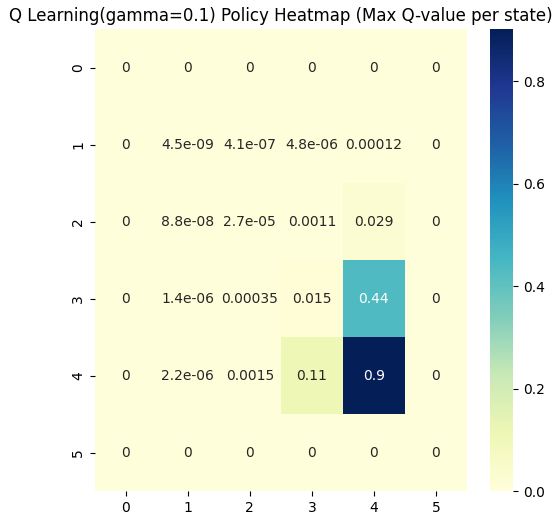 Q Learning(gamma=0.1) Policy Heatmap (Max Q-value per state)
0 0 0 0 0 0 0
1 0 4.5e-09 4.1e-07 4.8e-06 0.00012 0
2 0 8.8e-08 2.7e-05 0.0011 0.029 0
3 0 1.4e-06 0.00035 0.015 0.44 0
4 0 2.2e-06 0.0015 0.11 0.9 0
5 0 0 0 0 0 0
0 1 2 3 4 5
0.8
0.6
0.4
0.2
0.0